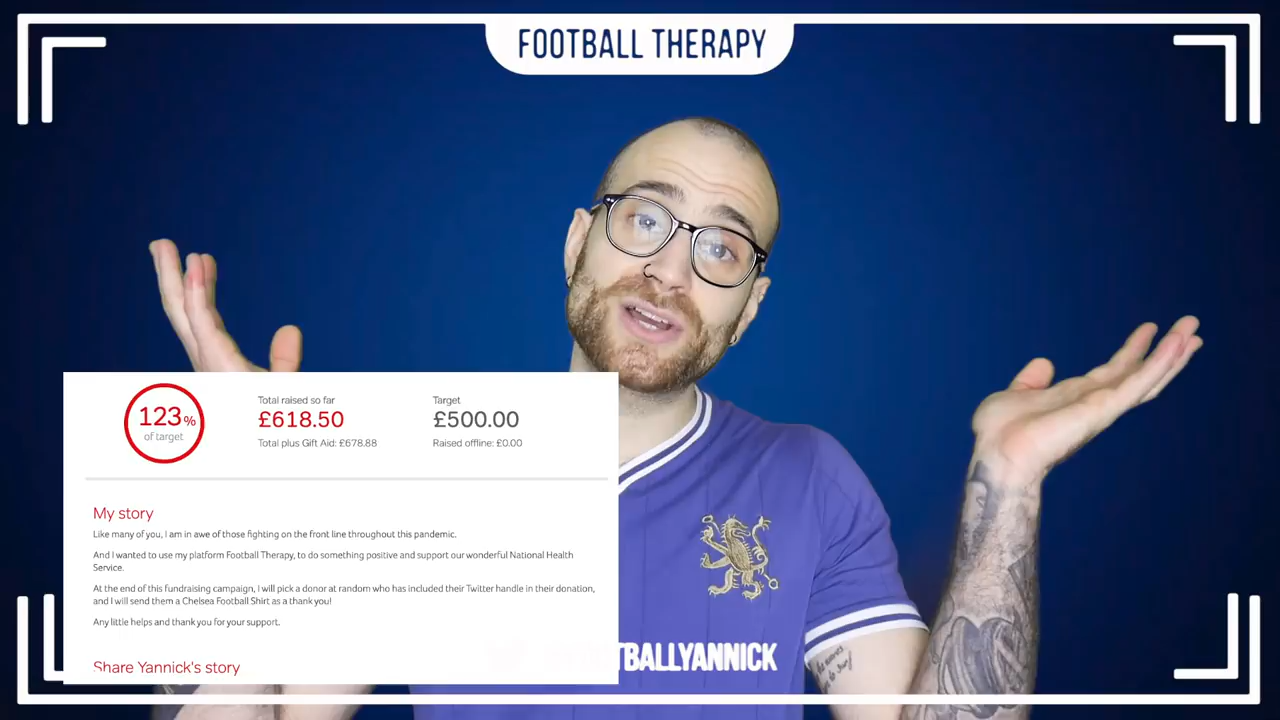 FOOTBALL THERAPY
123%
of target
Total raised so far
£618.50
Total plus Gift Aid: £678.88
Target
£500.00
Raised offline: £0.00
My story
Like many of you, I am in awe of those fighting on the front line throughout this pandemic.
And I wanted to use my platform Football Therapy, to do something positive and support our wonderful National Health
Service.
At the end of this fundraising campaign, I will pick a donor at random who has included their Twitter handle in their donation,
and I will send them a Chelsea Football Shirt as a thank you!
Any little helps and thank you for your support.
Share Yannick's story
TBALLYANNICK